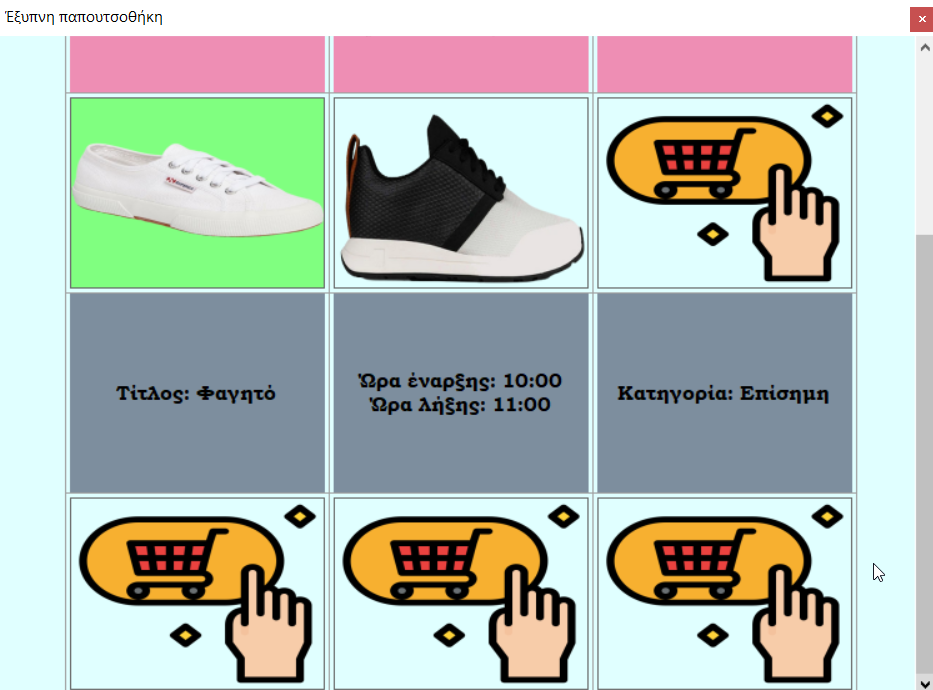 Έξυπνη παπουτσοθήκη
Τίτλος: Φαγητό
Ώρα έναρξης: 10:00
Ώρα λήξης: 11:00
Κατηγορία: Επίσημη